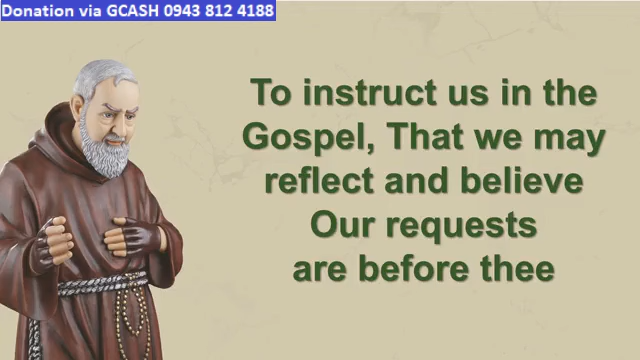 Donation via GCASH 0943 812 4188
To instruct us in the
Gospel, That we may
reflect and believe
Our requests
are before thee